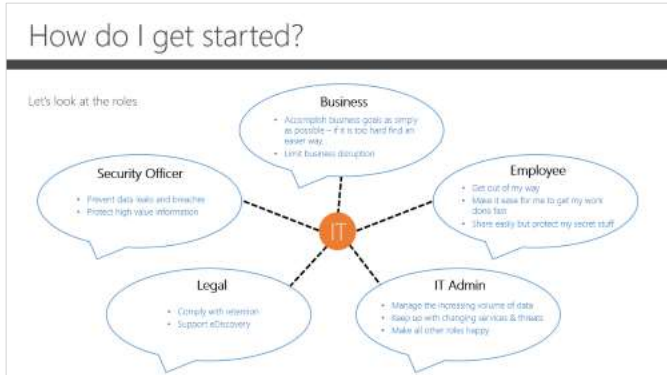 How do I get started?
Let's look at the roles
Business
• Accomplish business goals as simply
as possible – if it is too hard find an
easier way
• Limit business disruption
Security Officer
• Prevent data leaks and breaches
• Protect high value information
Employee
• Get out of my way
• Make it ease for me to get my work
done fast
• Share easily but protect my secret stuff
IT
Legal
• Comply with retention
• Support eDiscovery
IT Admin
• Manage the increasing volume of data
• Keep up with changing services & threats
• Make all other roles happy